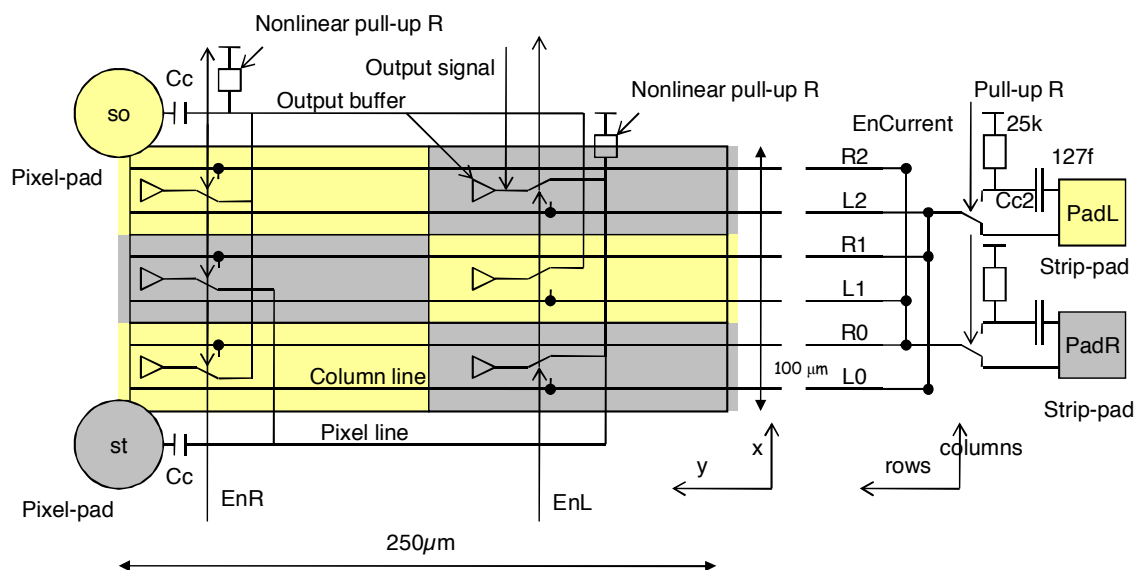 Nonlinear pull-up R
Cc
Output signal
Output buffer
Nonlinear pull-up R
Pull-up R
so
EnCurrent
25k
127f
Pixel-pad
R2
L2
Cc2
PadL
R1
Strip-pad
L1
R0
PadR
Column line
100 µm
L0
Strip-pad
st
Pixel line
Cc
x
columns
y
rows
Pixel-pad
EnR
EnL
250µm